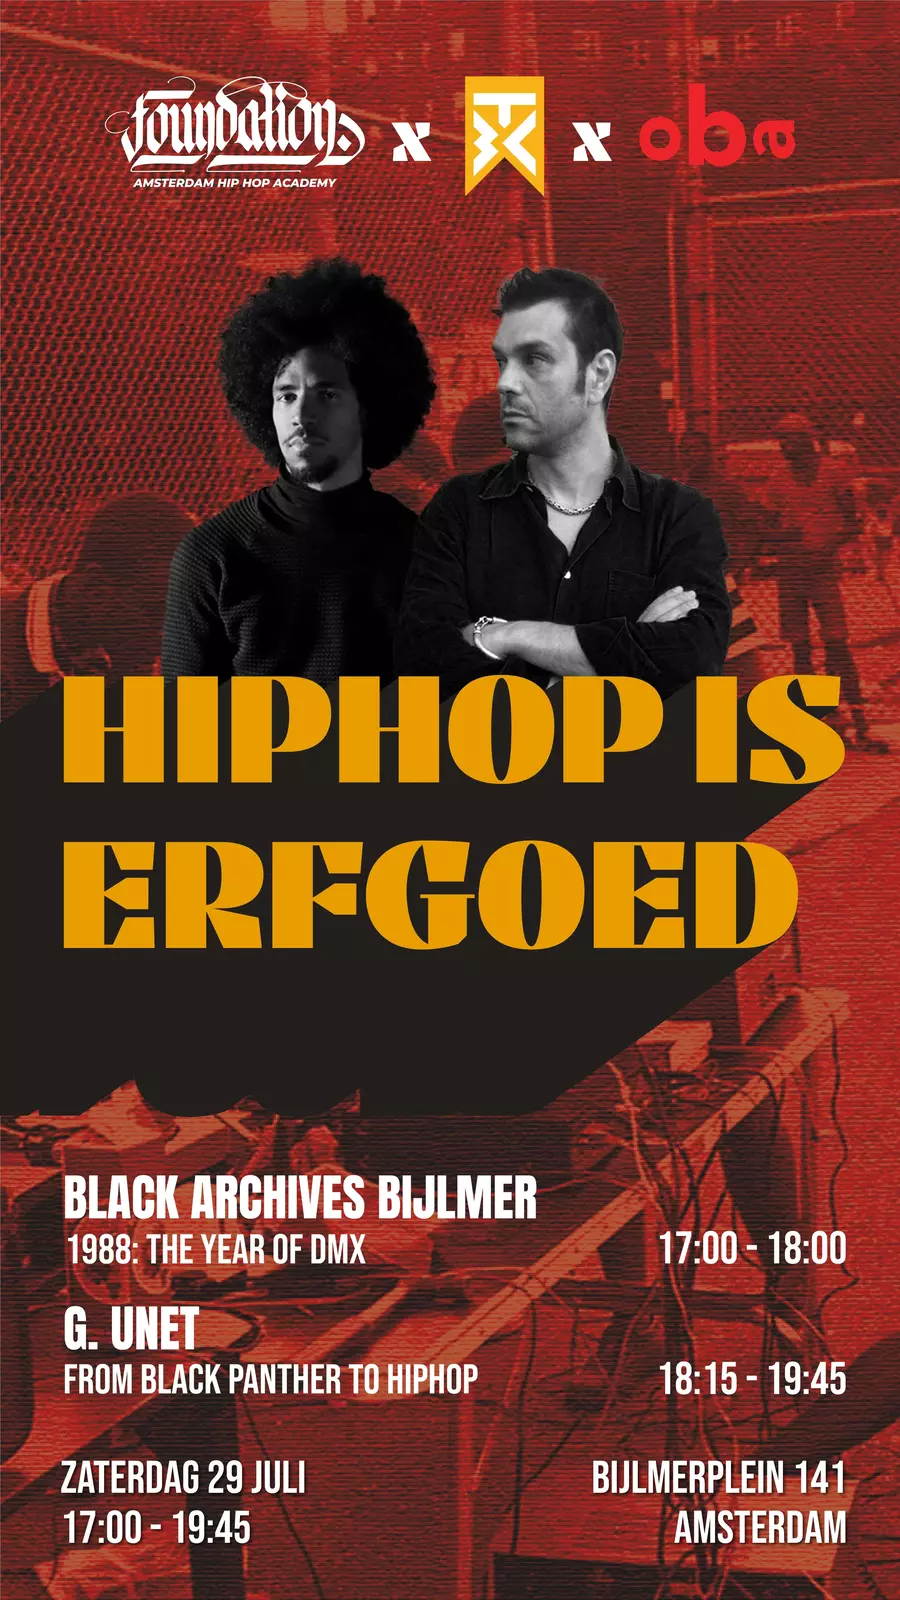 Foundation
AMSTERDAM HIP HOP ACADEMY
x
x
oba
HIPHOP IS
ERFGOED
BLACK ARCHIVES BIJLMER
1988: THE YEAR OF DMX
17:00 - 18:00
G. UNET
FROM BLACK PANTHER TO HIPHOP
18:15 - 19:45
ZATERDAG 29 JULI
17:00 - 19:45
BIJLMERPLEIN 141
AMSTERDAM